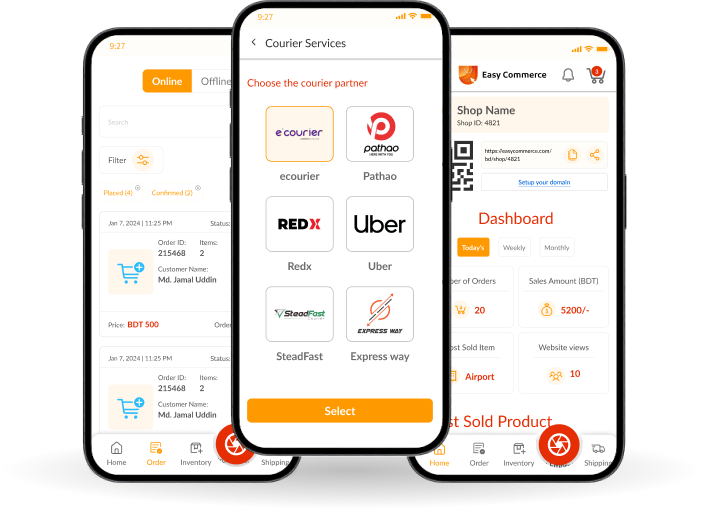 9:27
Online
Offline
Search
Filter
Placed (4)
Confirmed (2)
Jan 7, 2024 | 11:25 PM
Status:
Order ID:
Items:
215468
2
Customer Name:
Md. Jamal Uddin
Price: BDT 500
Order
Jan 7, 2024 | 11:25 PM
Status:
Order ID:
Items:
215468
2
Customer Name:
Md. Jamal Uddin
Home
Order
Inventory
Shipping
9:27
Courier Services
Choose the courier partner
ecourier
ecourier
pathao
HERE WITH YOU
Pathao
REDX
Redx
Uber
Uber
SteadFast
Courier
SteadFast
EXPRESS WAY
Express way
Select
Easy Commerce
3
Shop Name
Shop ID: 4821
https://easycommerce.com/
bd/shop/4821
Setup your domain
Dashboard
Today's
Weekly
Monthly
ber of Orders
20
Sales Amount (BDT)
5200/-
ost Sold Item
Airport
Website views
10
st Sold Product
Home
Order
Inventory
Shipping